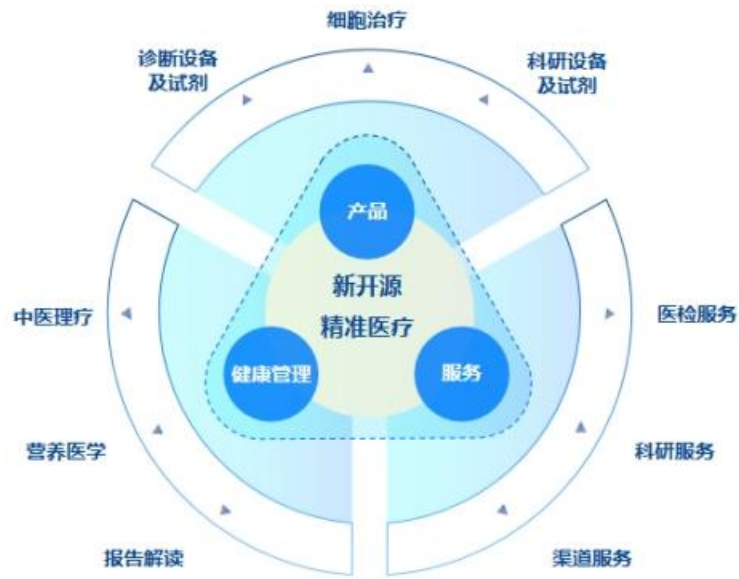 细胞治疗
诊断设备
及试剂
科研设备
及试剂
产品
新开源
精准医疗
健康管理
服务
中医理疗
医检服务
营养医学
科研服务
报告解读
渠道服务